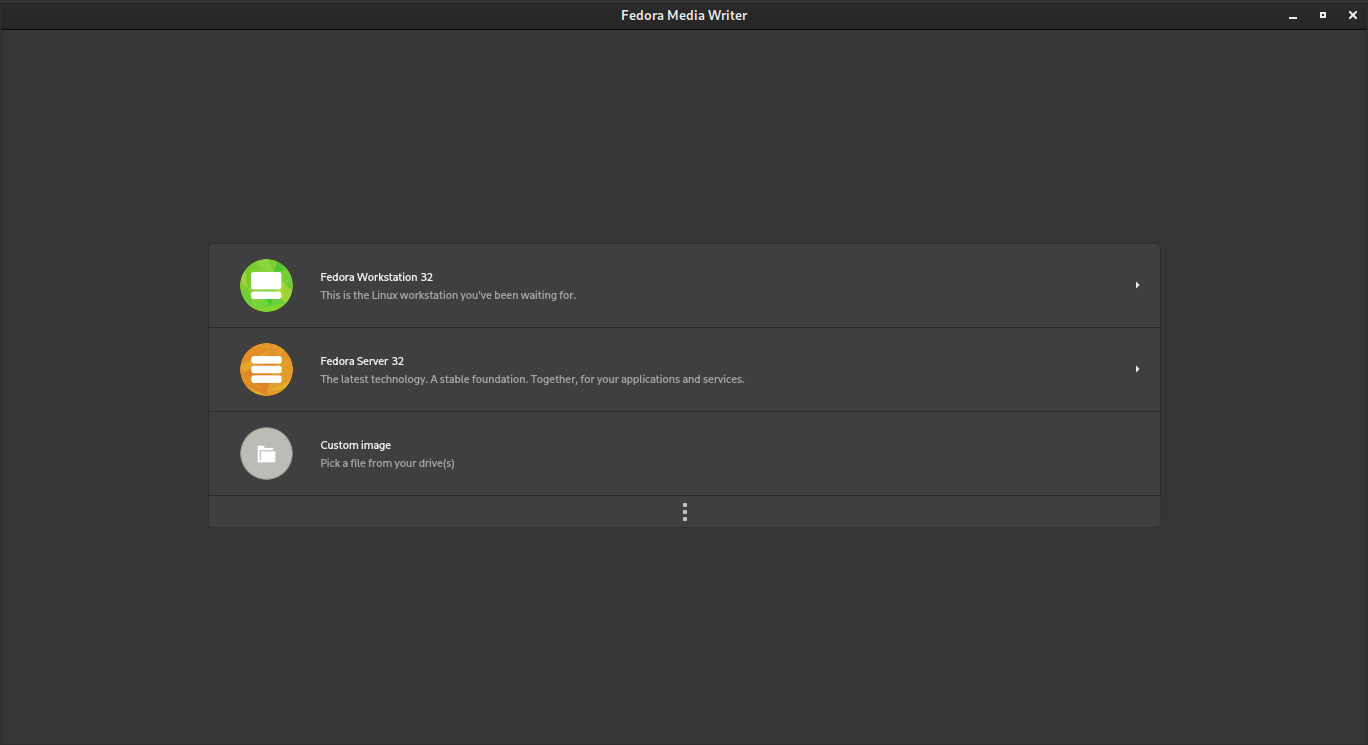 Fedora Media Writer
Fedora Workstation 32
This is the Linux workstation you've been waiting for.
Fedora Server 32
The latest technology. A stable foundation. Together, for your applications and services.
Custom image
Pick a file from your drive(s)